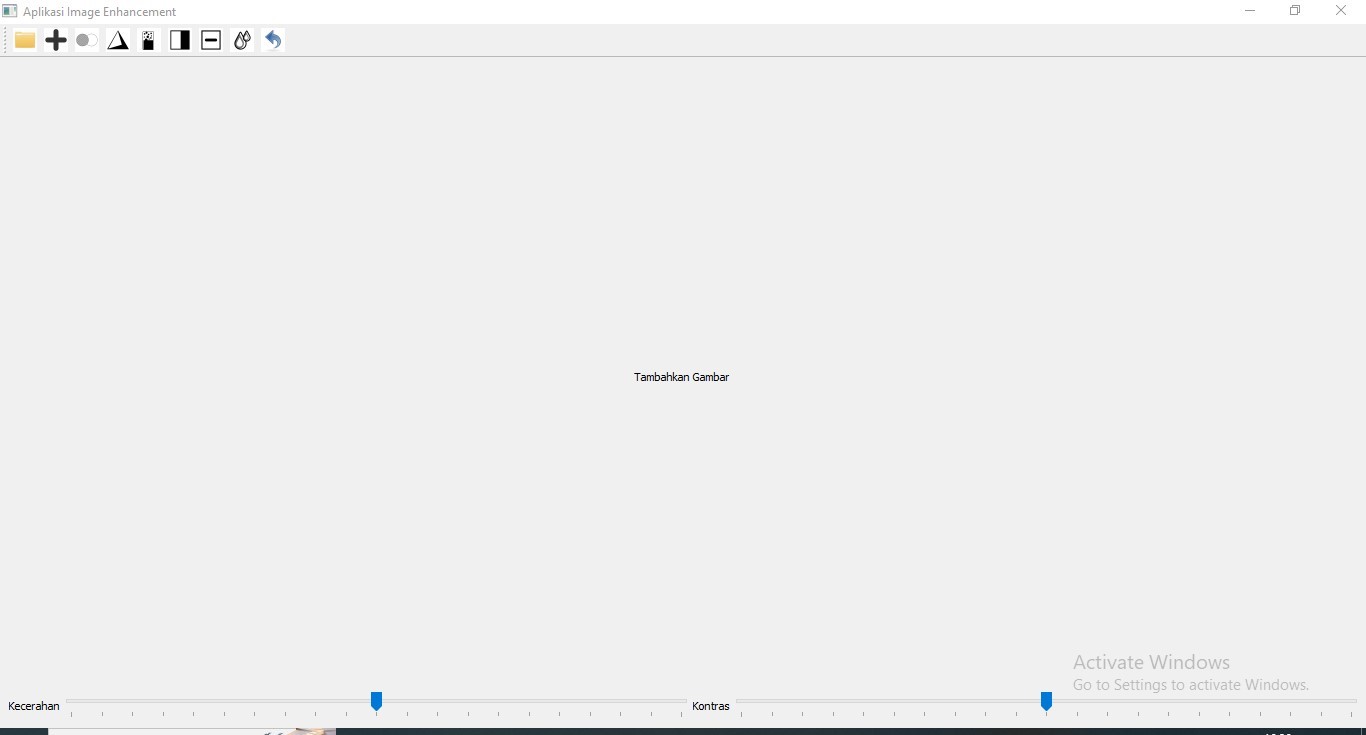 Aplikasi Image Enhancement
Tambahkan Gambar
Activate Windows
Go to Settings to activate Windows.
Kecerahan
Kontras